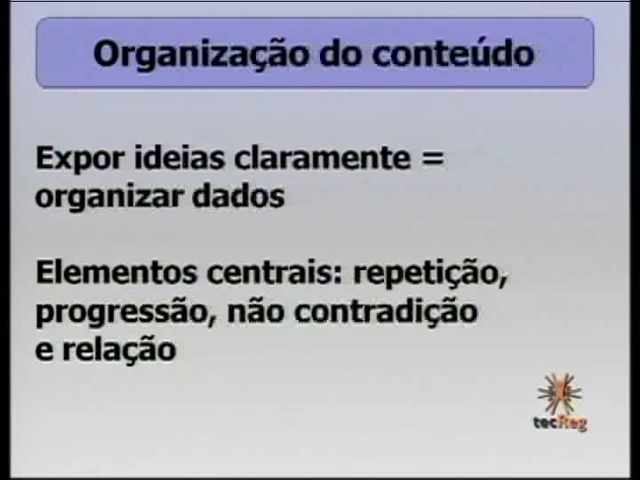 Organização do conteúdo
Expor ideias claramente =
organizar dados
Elementos centrais: repetição,
progressão, não contradição
e relação
tecReg